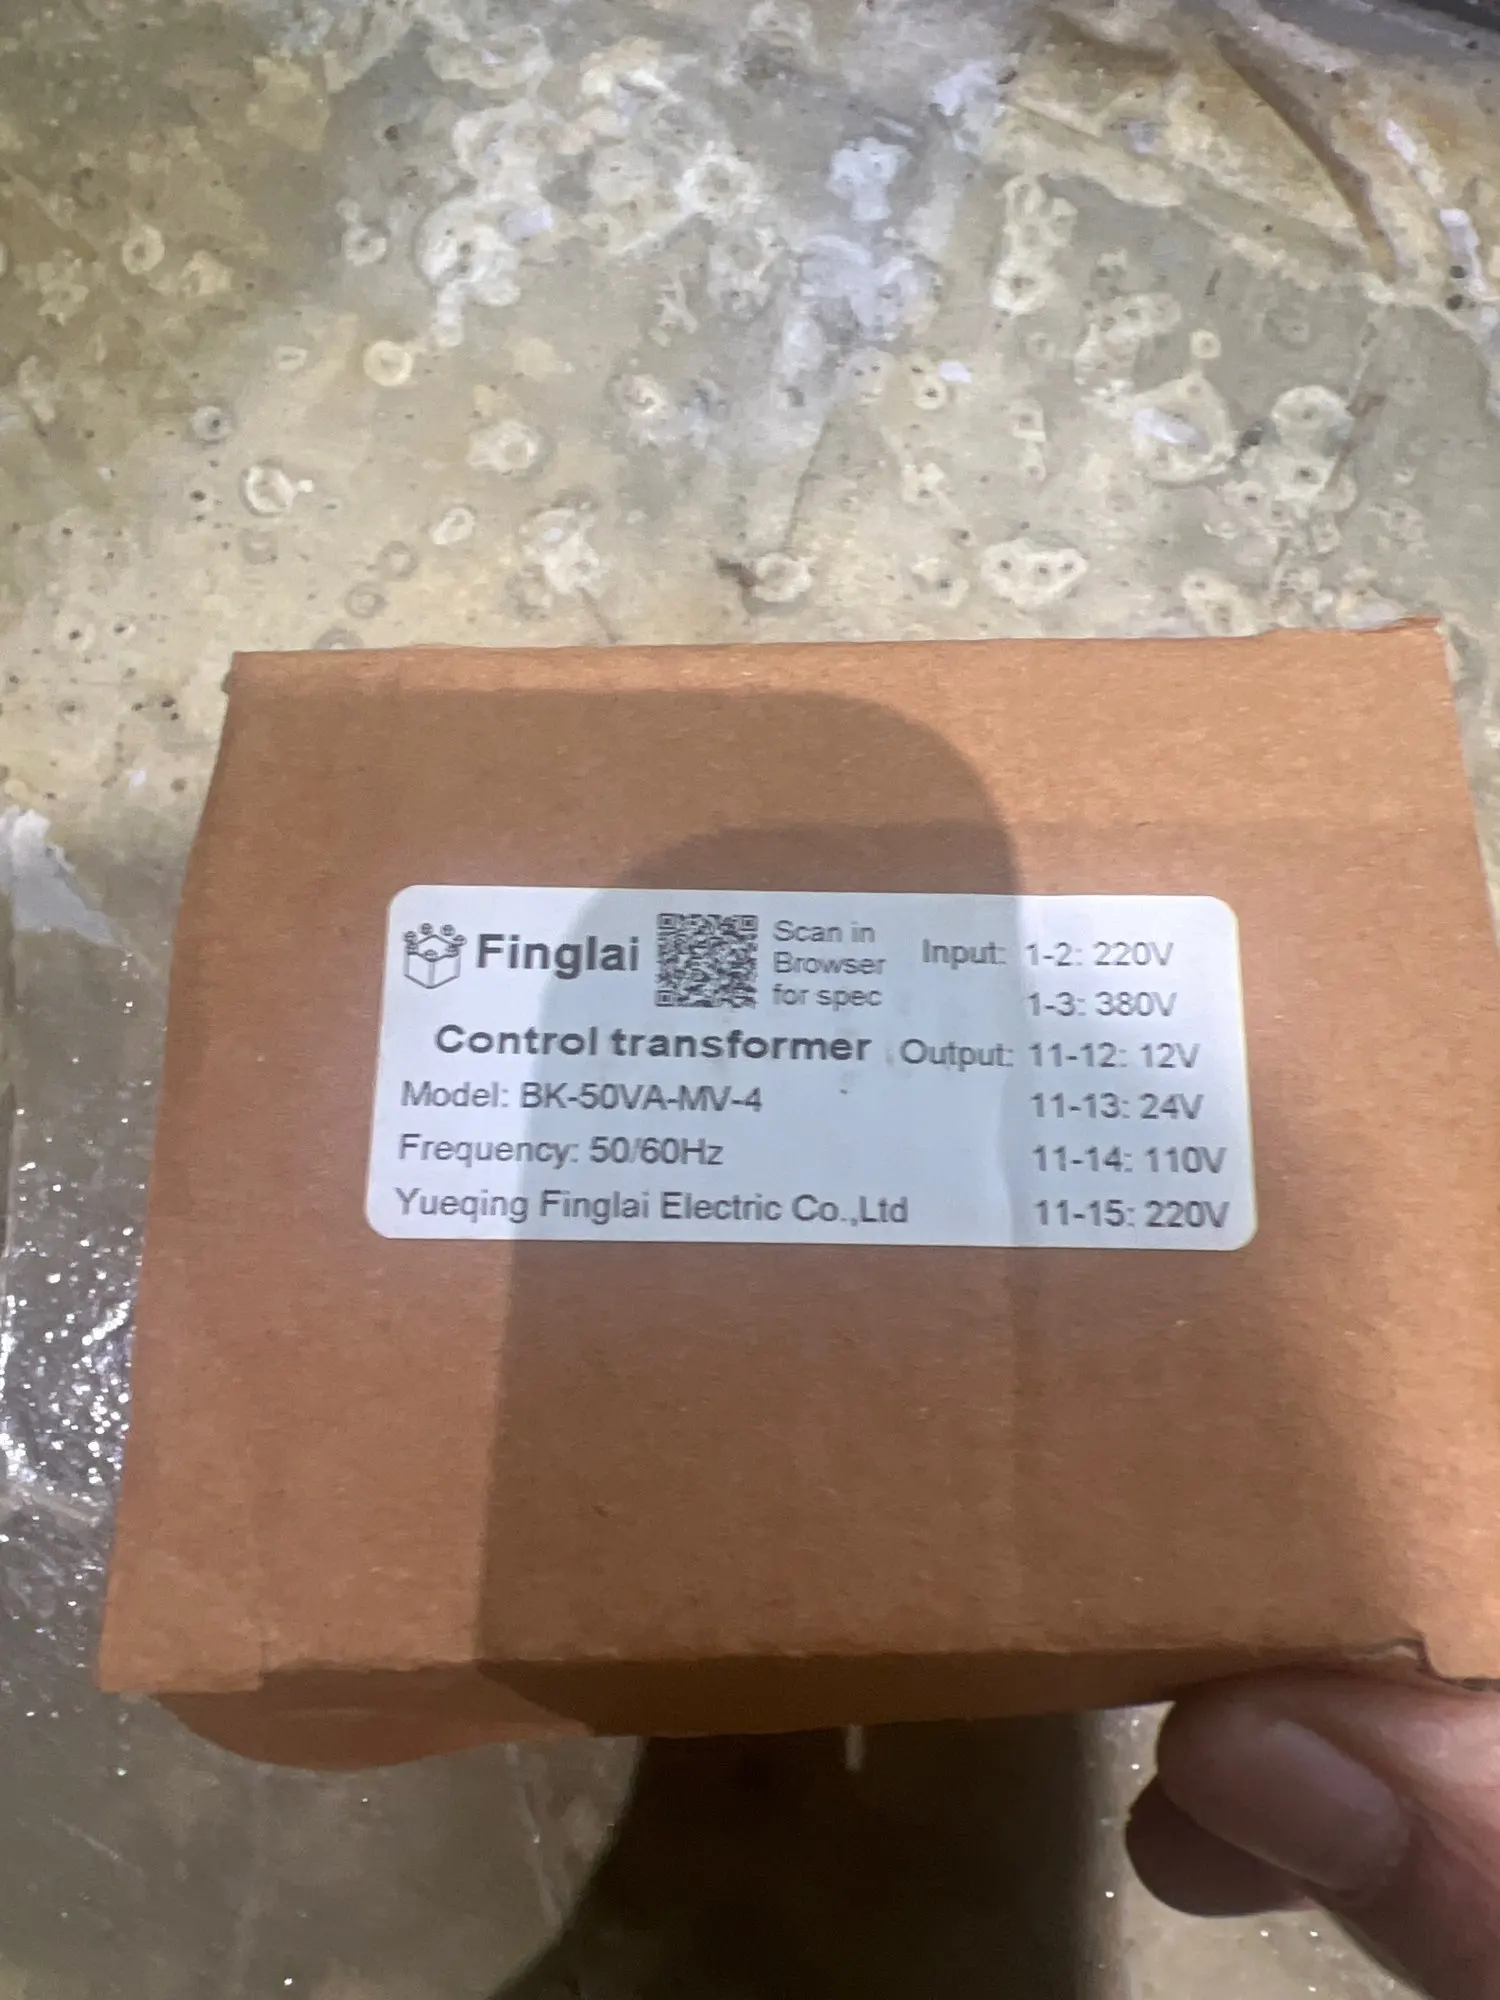 Finglai
Scan in
Browser
for spec
Control transformer
Model: BK-50VA-MV-4
Frequency: 50/60Hz
Yueqing Finglai Electric Co.,Ltd
Input: 1-2: 220V
1-3: 380V
Output: 11-12: 12V
11-13: 24V
11-14: 110V
11-15: 220V